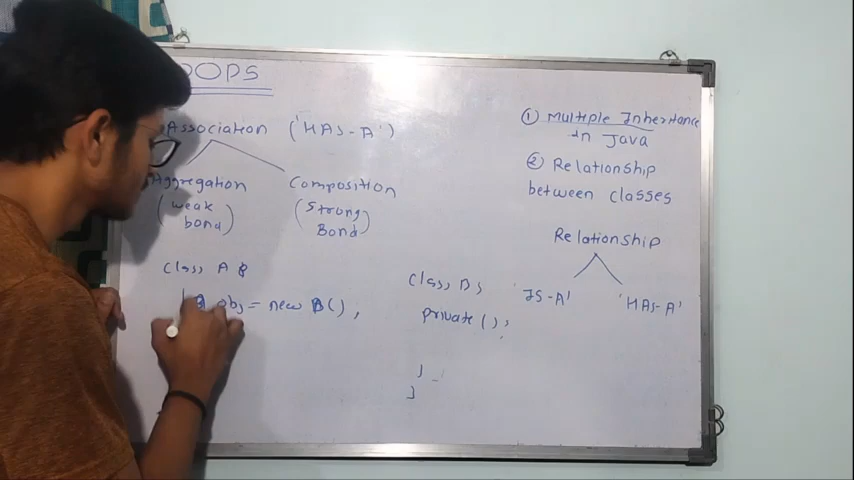 OOPS
Association ('HAS-A')
Aggregation
(weak
bond)
Composition
(Strong
Bond)
Class A {
obj = new B();
Class B {
private ();
}
}
① Multiple Inheritance
in Java
② Relationship
between classes
Relationship
'IS-A'
'HAS-A'